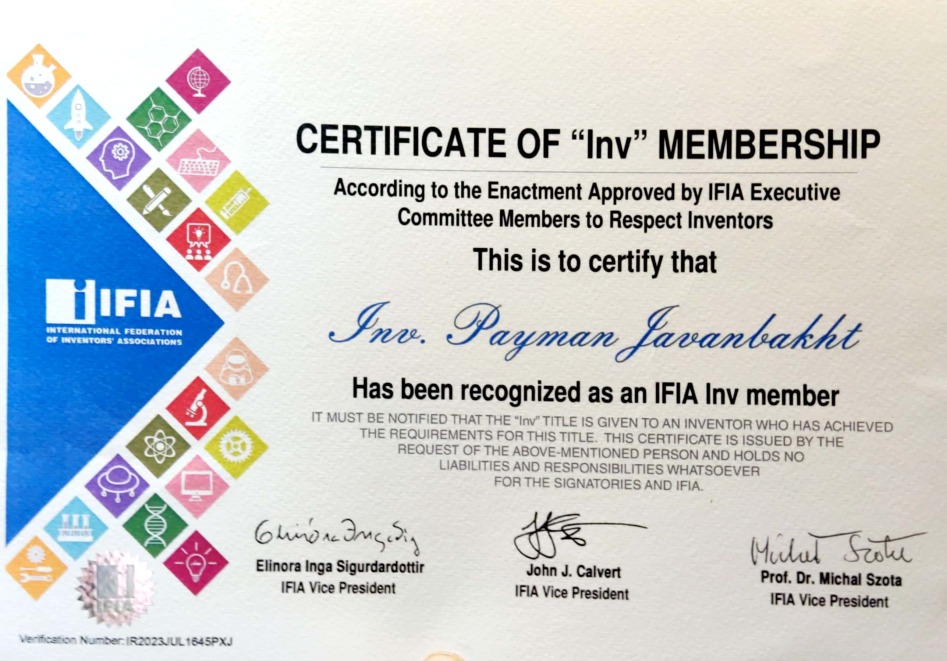 CERTIFICATE OF “Inv” MEMBERSHIP
According to the Enactment Approved by IFIA Executive
Committee Members to Respect Inventors
This is to certify that
Inv. Payman Javanbakht
Has been recognized as an IFIA Inv member
IT MUST BE NOTIFIED THAT THE "Inv" TITLE IS GIVEN TO AN INVENTOR WHO HAS ACHIEVED
THE REQUIREMENTS FOR THIS TITLE. THIS CERTIFICATE IS ISSUED BY THE
REQUEST OF THE ABOVE-MENTIONED PERSON AND HOLDS NO
LIABILITIES AND RESPONSIBILITIES WHATSOEVER
FOR THE SIGNATORIES AND IFIA.
IFIA
INTERNATIONAL FEDERATION
OF INVENTORS' ASSOCIATIONS
Elinora Inga Sigurdardottir
IFIA Vice President
John J. Calvert
IFIA Vice President
Michal Szota
Prof. Dr. Michal Szota
IFIA Vice President
IFIA
Verification Number: IR2023JUL1645PXJ